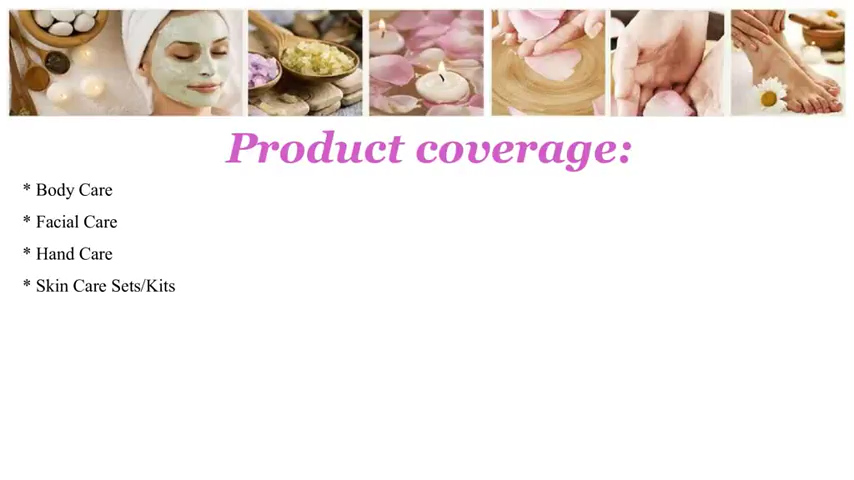 Product coverage:
* Body Care
* Facial Care
* Hand Care
* Skin Care Sets/Kits